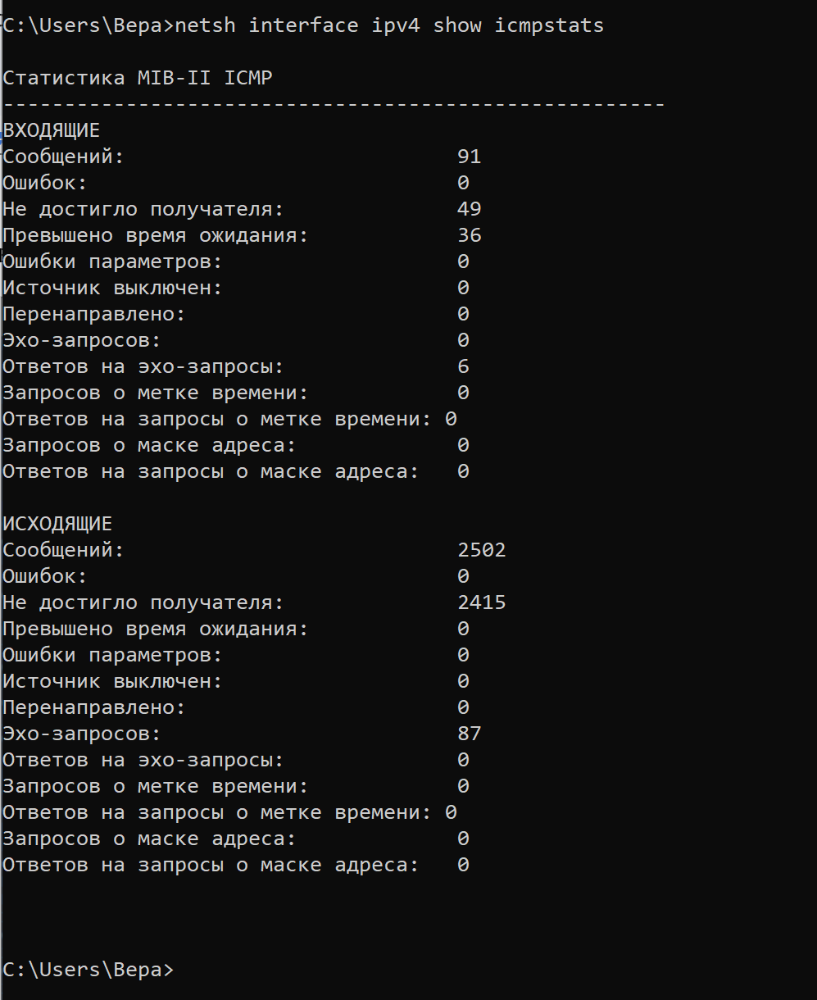 C:\Users\Вера>netsh interface ipv4 show icmpstats
Статистика MIB-II ICMP
------------------------------------------------------
ВХОДЯЩИЕ
Сообщений: 91
Ошибок: 0
Не достигло получателя: 49
Превышено время ожидания: 36
Ошибки параметров: 0
Источник выключен: 0
Перенаправлено: 0
Эхо-запросов: 0
Ответов на эхо-запросы: 6
Запросов о метке времени: 0
Ответов на запросы о метке времени: 0
Запросов о маске адреса: 0
Ответов на запросы о маске адреса: 0
ИСХОДЯЩИЕ
Сообщений: 2502
Ошибок: 0
Не достигло получателя: 2415
Превышено время ожидания: 0
Ошибки параметров: 0
Источник выключен: 0
Перенаправлено: 0
Эхо-запросов: 87
Ответов на эхо-запросы: 0
Запросов о метке времени: 0
Ответов на запросы о метке времени: 0
Запросов о маске адреса: 0
Ответов на запросы о маске адреса: 0
C:\Users\Вера>